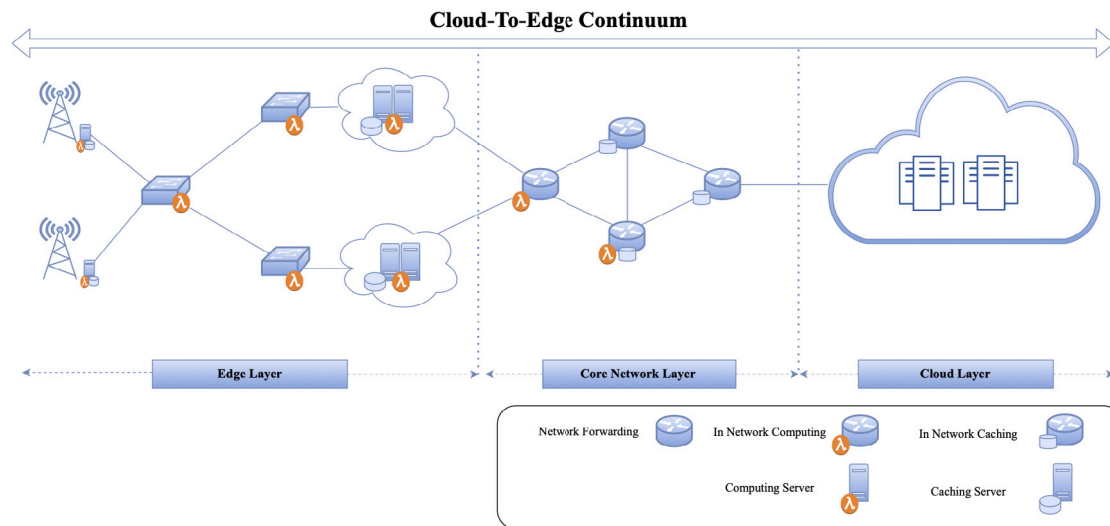 Cloud-To-Edge Continuum
λ
λ
λ
λ
λ
λ
λ
λ
λ
λ
Edge Layer
Core Network Layer
Cloud Layer
Network Forwarding
In Network Computing
λ
In Network Caching
Computing Server
λ
Caching Server